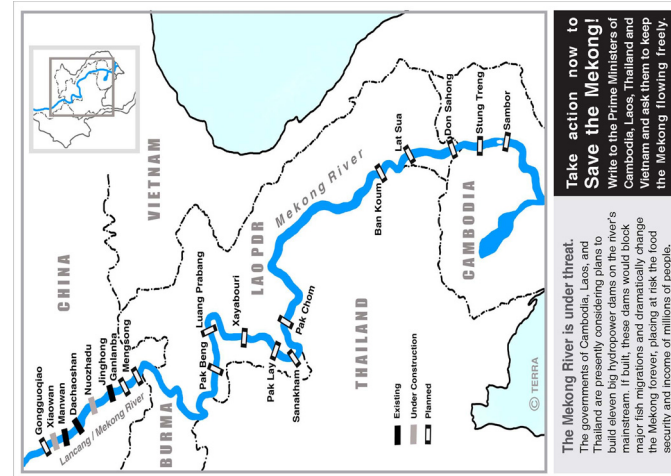 CHINA
VIETNAM
BURMA
LAO PDR
THAILAND
CAMBODIA
Lancang / Mekong River
Mekong River
Gongguoqiao
Xiaowan
Manwan
Dachaoshan
Nuozhadu
Jinghong
Ganlanba
Mengsong
Pak Beng
Luang Prabang
Xayabouri
Pak Lay
Sanakham
Pak Chom
Ban Koum
Lat Sua
Don Sahong
Stung Treng
Sambor
Existing
Under Construction
Planned
© TERRA
The Mekong River is under threat.
The governments of Cambodia, Laos, and
Thailand are presently considering plans to
build eleven big hydropower dams on the river's
mainstream. If built, these dams would block
major fish migrations and dramatically change
the Mekong forever, placing at risk the food
security and income of millions of people.
Take action now to
Save the Mekong!
Write to the Prime Ministers of
Cambodia, Laos, Thailand and
Vietnam and ask them to keep
the Mekong flowing freely.